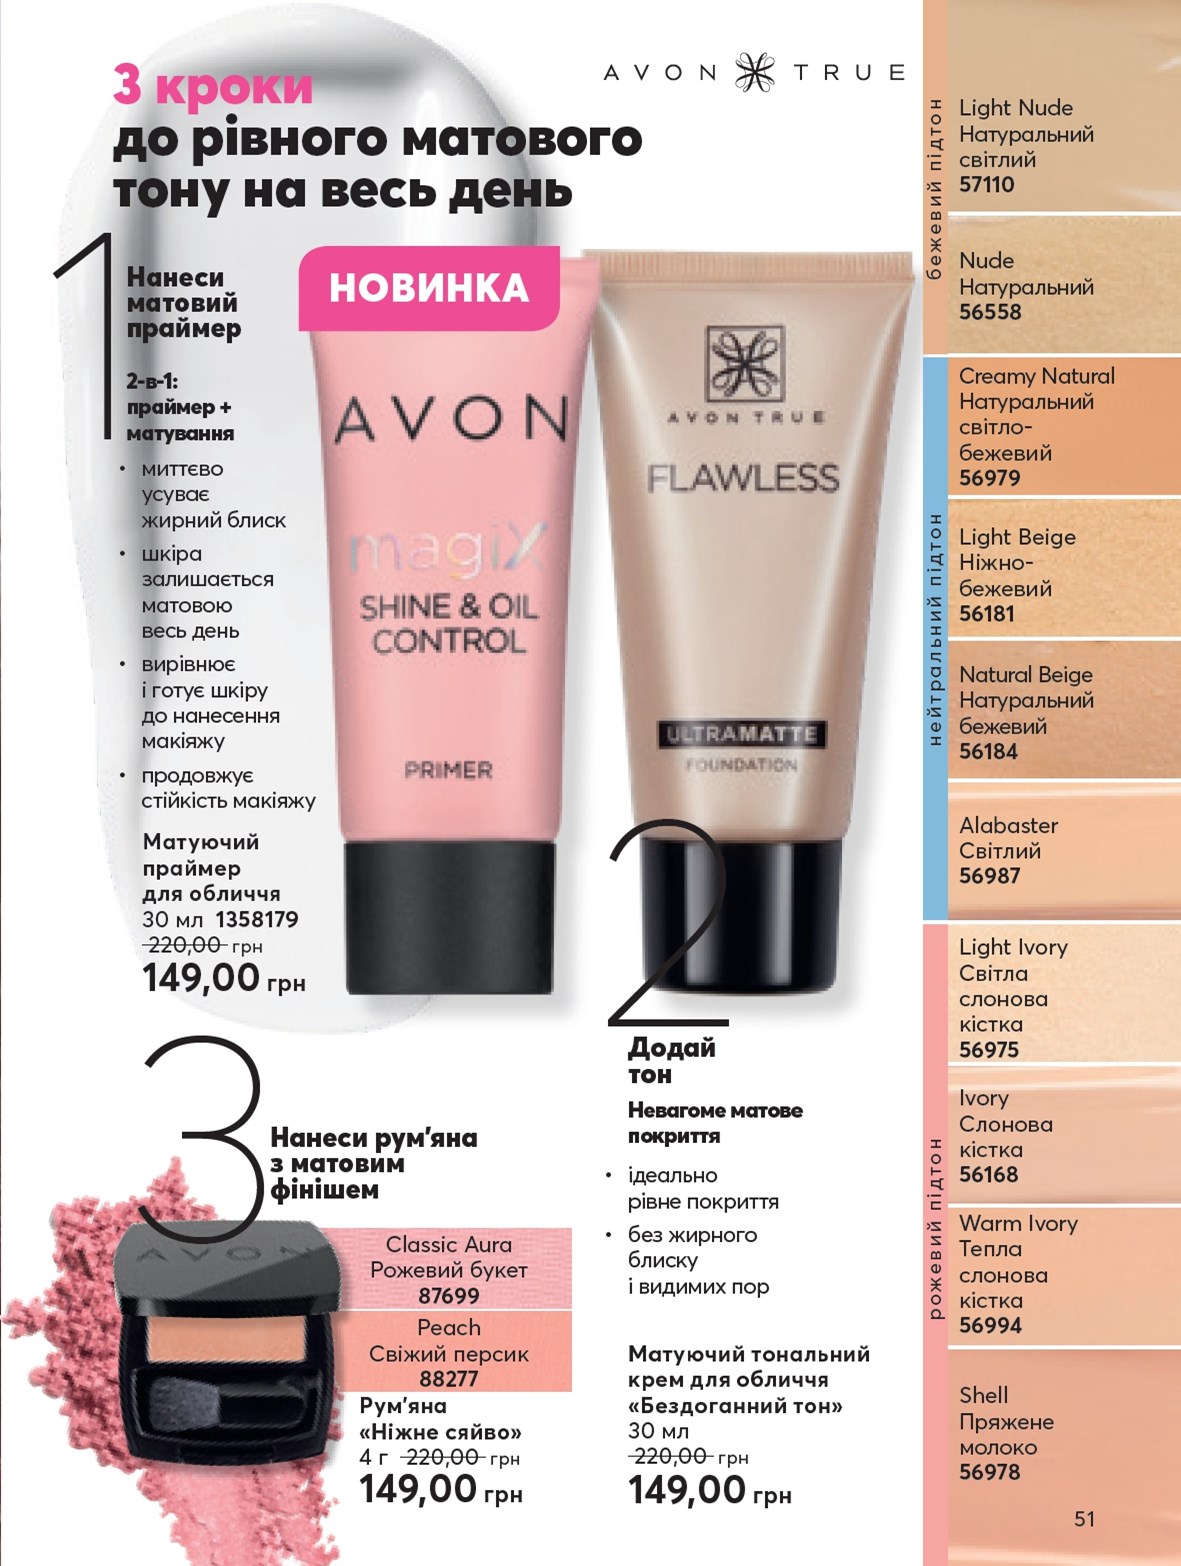 3 кроки
до рівного матового
тону на весь день
AVON TRUE
1
Нанеси
матовий
праймер
2-в-1:
праймер +
матування
• миттєво
усуває
жирний блиск
• шкіра
залишається
матовою
весь день
• вирівнює
і готує шкіру
до нанесення
макіяжу
• продовжує
стійкість макіяжу
Матуючий
праймер
для обличчя
30 мл 1358179
220,00 грн
149,00 грн
НОВИНКА
AVON
magiX
SHINE & OIL
CONTROL
PRIMER
AVON TRUE
FLAWLESS
ULTRAMATTE
FOUNDATION
2
Додай
тон
Невагоме матове
покриття
• ідеально
рівне покриття
• без жирного
блиску
і видимих пор
Матуючий тональний
крем для обличчя
«Бездоганний тон»
30 мл
220,00 грн
149,00 грн
3
Нанеси рум'яна
з матовим
фінішем
AVON
Classic Aura
Рожевий букет
87699
Peach
Свіжий персик
88277
Рум'яна
«Ніжне сяйво»
4 г 220,00 грн
149,00 грн
бежевий підтон
Light Nude
Натуральний
світлий
57110
Nude
Натуральний
56558
нейтральний підтон
Creamy Natural
Натуральний
світло-
бежевий
56979
Light Beige
Ніжно-
бежевий
56181
Natural Beige
Натуральний
бежевий
56184
Alabaster
Світлий
56987
рожевий підтон
Light Ivory
Світла
слонова
кістка
56975
Ivory
Слонова
кістка
56168
Warm Ivory
Тепла
слонова
кістка
56994
Shell
Пряжене
молоко
56978
51